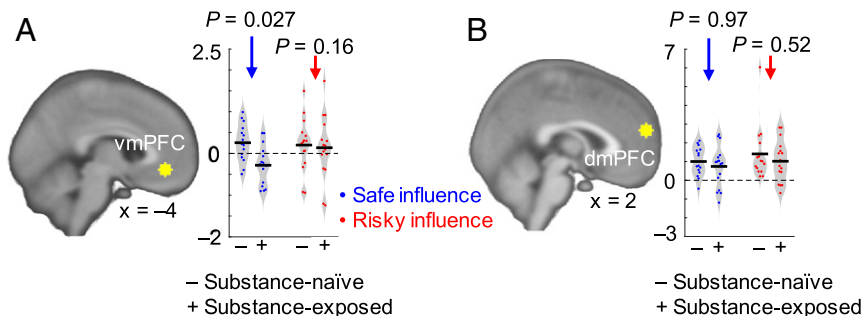 A
P = 0.027
P = 0.16
2.5
0
–2
vmPFC
x = –4
– + – +
• Safe influence
• Risky influence
– Substance-naïve
+ Substance-exposed
B
P = 0.97
P = 0.52
7
0
–3
dmPFC
x = 2
– + – +
– Substance-naïve
+ Substance-exposed